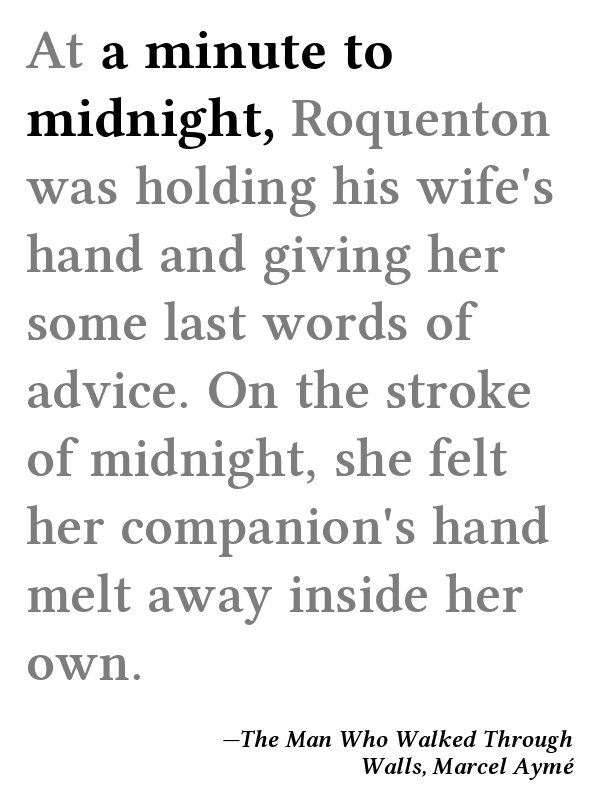 At a minute to
midnight, Roquenton
was holding his wife's
hand and giving her
some last words of
advice. On the stroke
of midnight, she felt
her companion's hand
melt away inside her
own.
—The Man Who Walked Through
Walls, Marcel Aymé